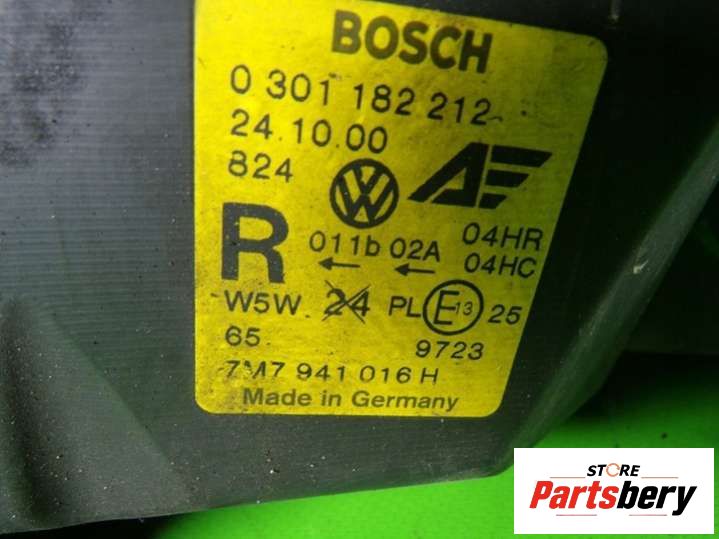 BOSCH
0 301 182 212
24.10.00
824
R 011b 02A 04HR
04HC
W5W 24 PL E13 25
65 9723
7M7 941 016 H
Made in Germany
STORE
Partsbery